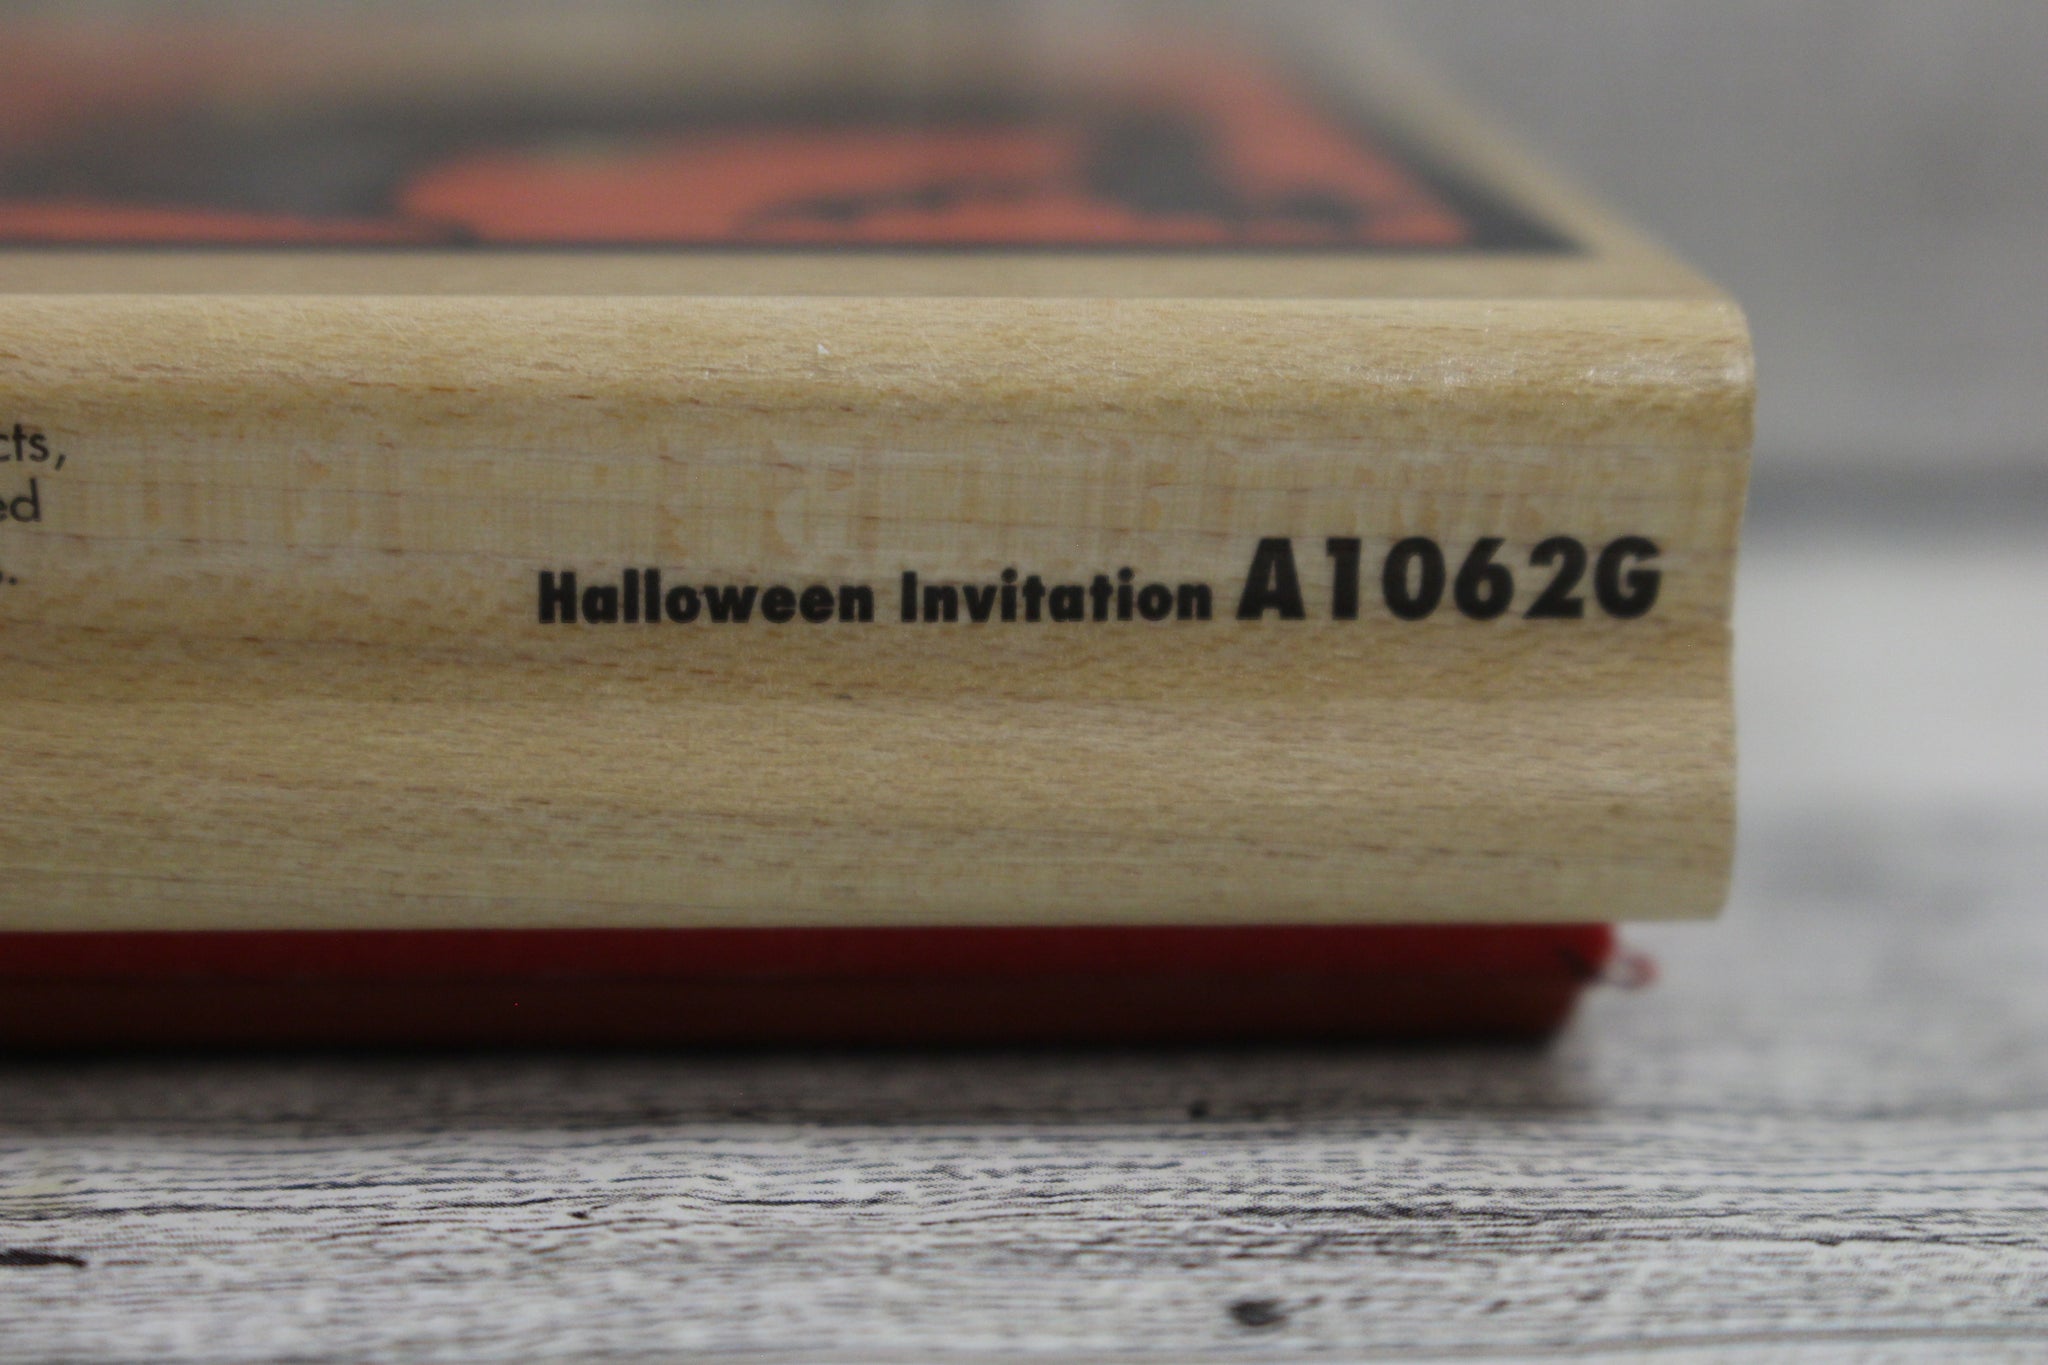 cts,
ed
Halloween Invitation A1062G